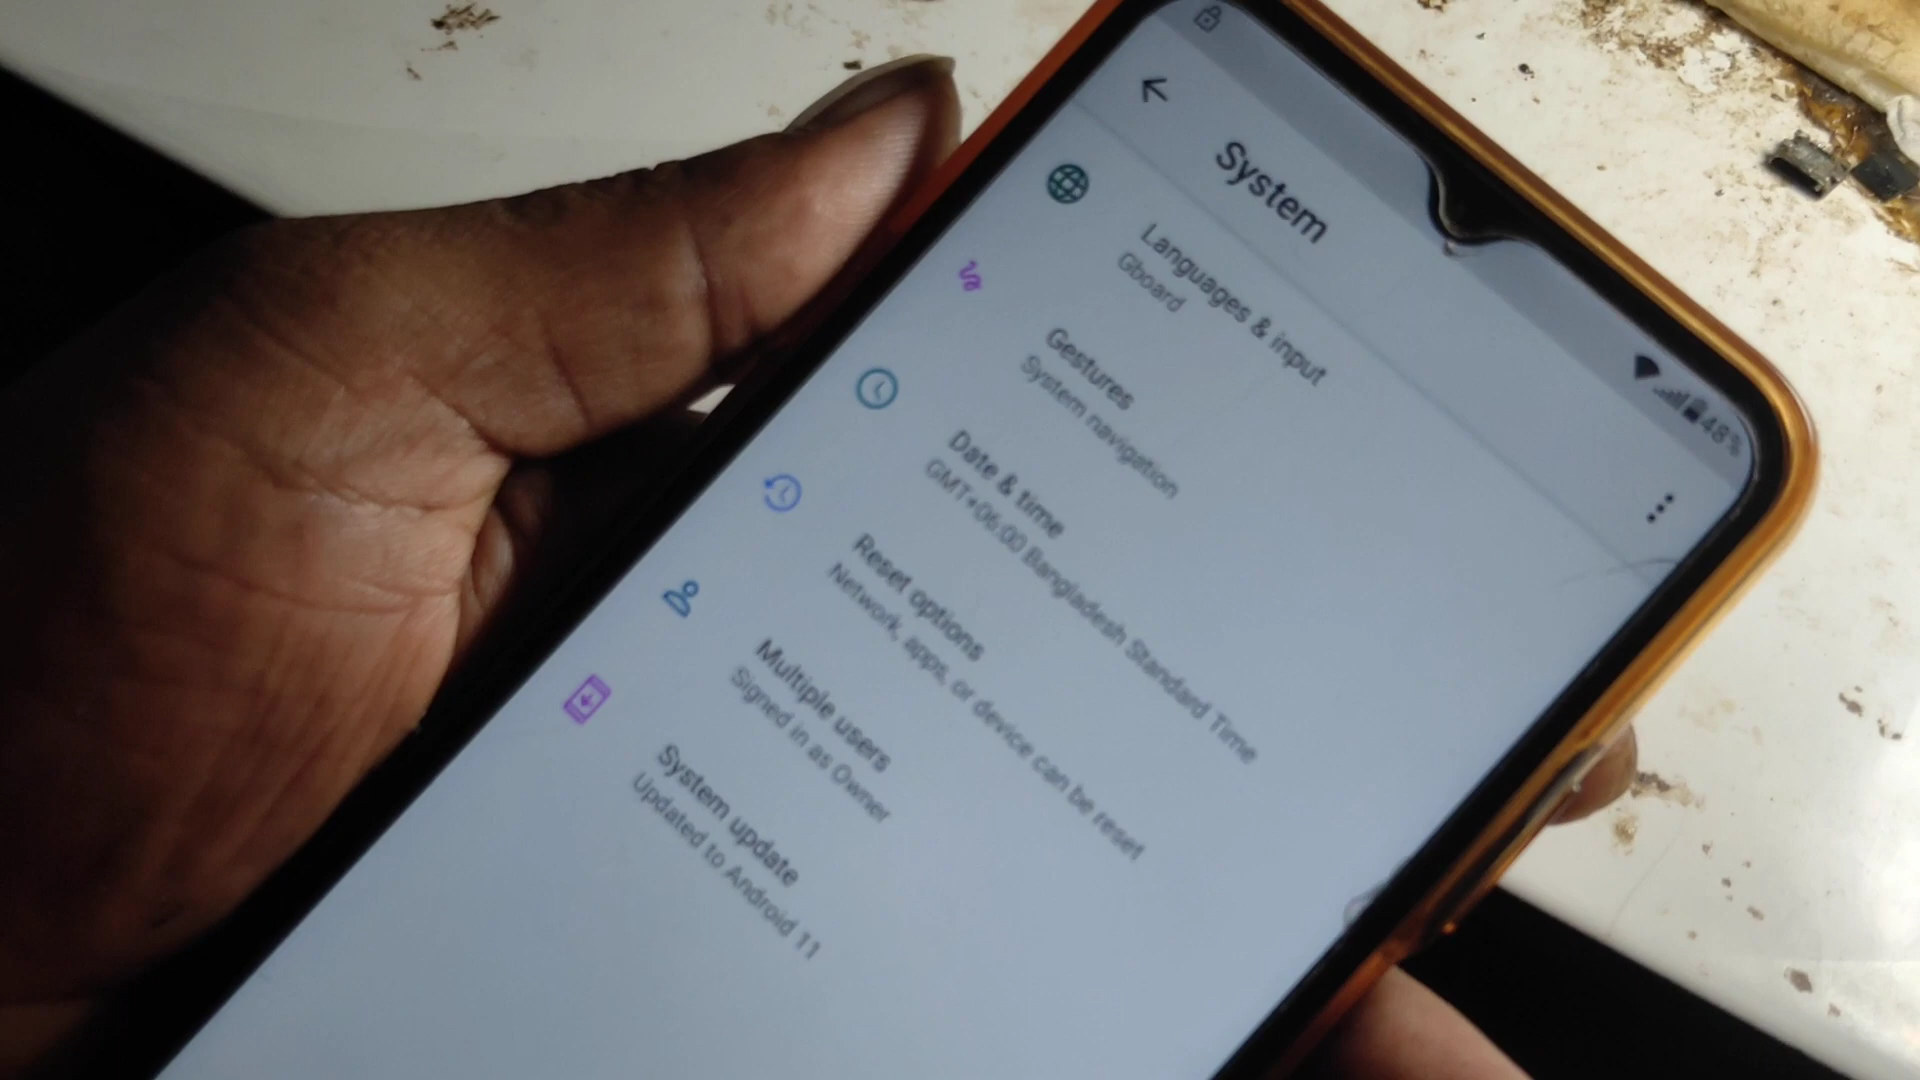 48%
System
Languages & input
Gboard
Gestures
System navigation
Date & time
GMT+06:00 Bangladesh Standard Time
Reset options
Network, apps, or device can be reset
Multiple users
Signed in as Owner
System update
Updated to Android 11